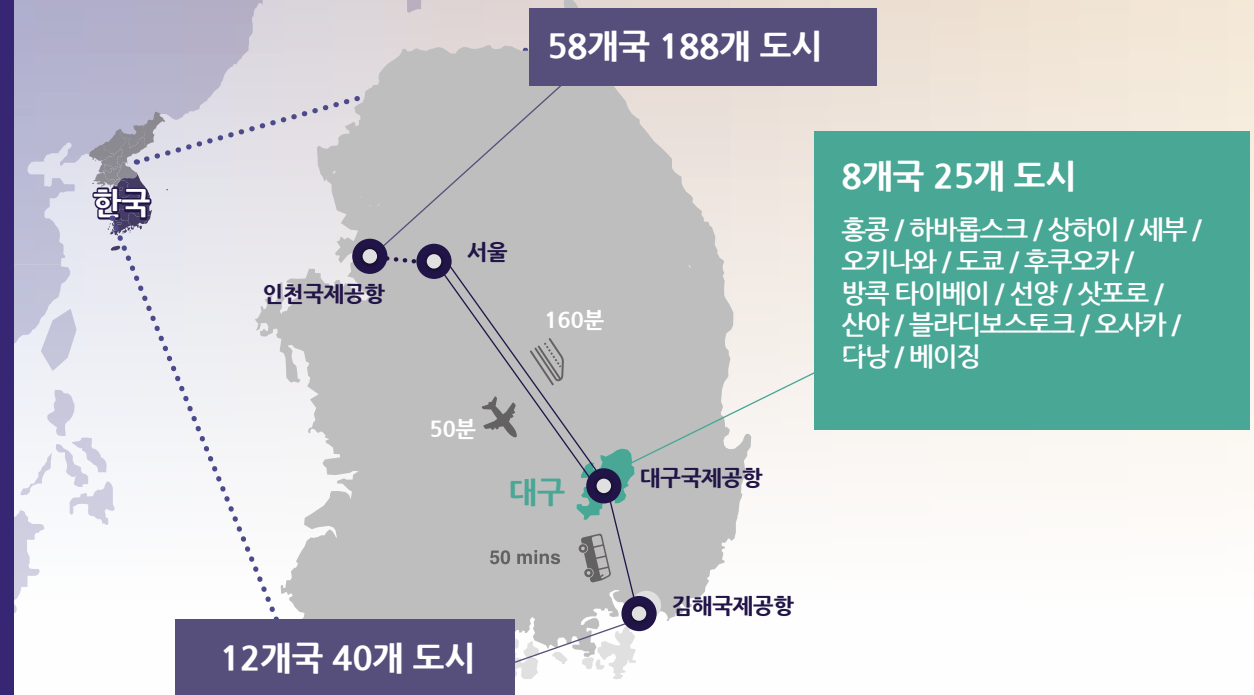 58개국 188개 도시
8개국 25개 도시
홍콩 / 하바롭스크 / 상하이 / 세부 /
오키나와 / 도쿄 / 후쿠오카 /
방콕 타이베이 / 선양 / 삿포로 /
산야 / 블라디보스토크 / 오사카 /
다낭 / 베이징
한국
서울
인천국제공항
160분
50분
대구
대구국제공항
50 mins
김해국제공항
12개국 40개 도시